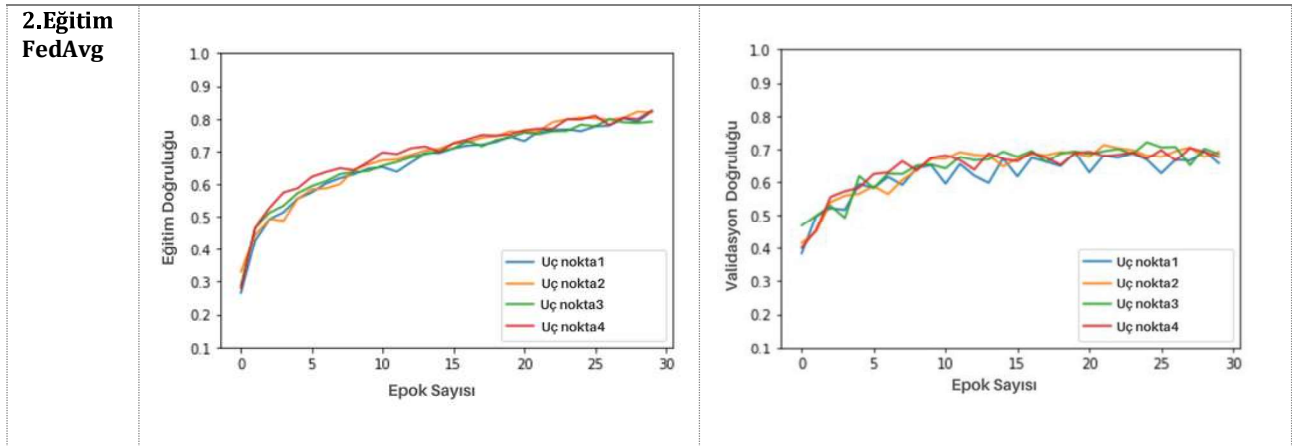 2.Eğitim
FedAvg
1.0
0.9
0.8
0.7
0.6
0.5
0.4
0.3
0.2
0.1
Eğitim Doğruluğu
Uç nokta1
Uç nokta2
Uç nokta3
Uç nokta4
0 5 10 15 20 25 30
Epok Sayısı
1.0
0.9
0.8
0.7
0.6
0.5
0.4
0.3
0.2
0.1
Validasyon Doğruluğu
Uç nokta1
Uç nokta2
Uç nokta3
Uç nokta4
0 5 10 15 20 25 30
Epok Sayısı